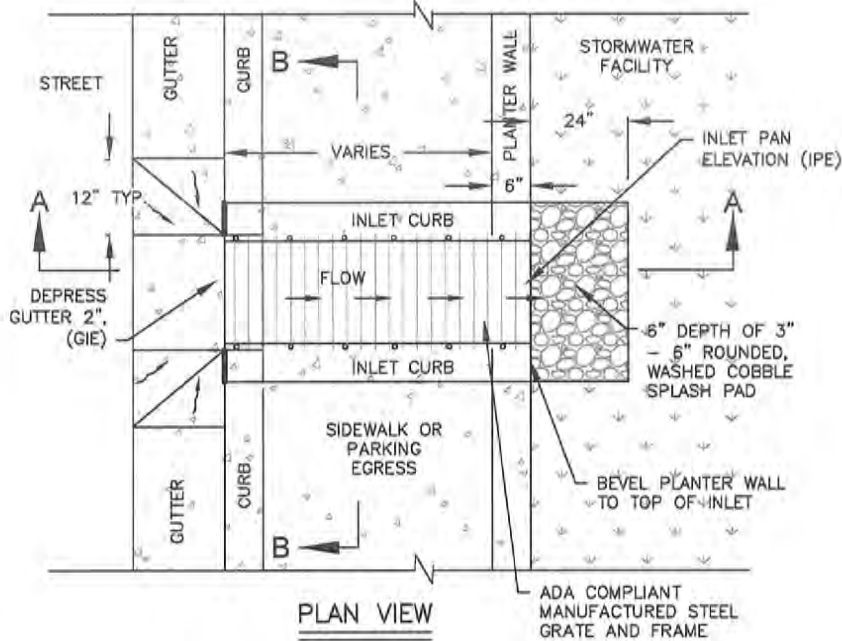 STREET
GUTTER
CURB
B
PLANTER WALL
STORMWATER
FACILITY
24"
VARIES
INLET PAN
ELEVATION (IPE)
6"
12" TYP.
A
A
INLET CURB
FLOW
DEPRESS
GUTTER 2",
(GIE)
6" DEPTH OF 3"
– 6" ROUNDED,
WASHED COBBLE
SPLASH PAD
INLET CURB
SIDEWALK OR
PARKING
EGRESS
GUTTER
CURB
BEVEL PLANTER WALL
TO TOP OF INLET
B
ADA COMPLIANT
MANUFACTURED STEEL
GRATE AND FRAME
PLAN VIEW